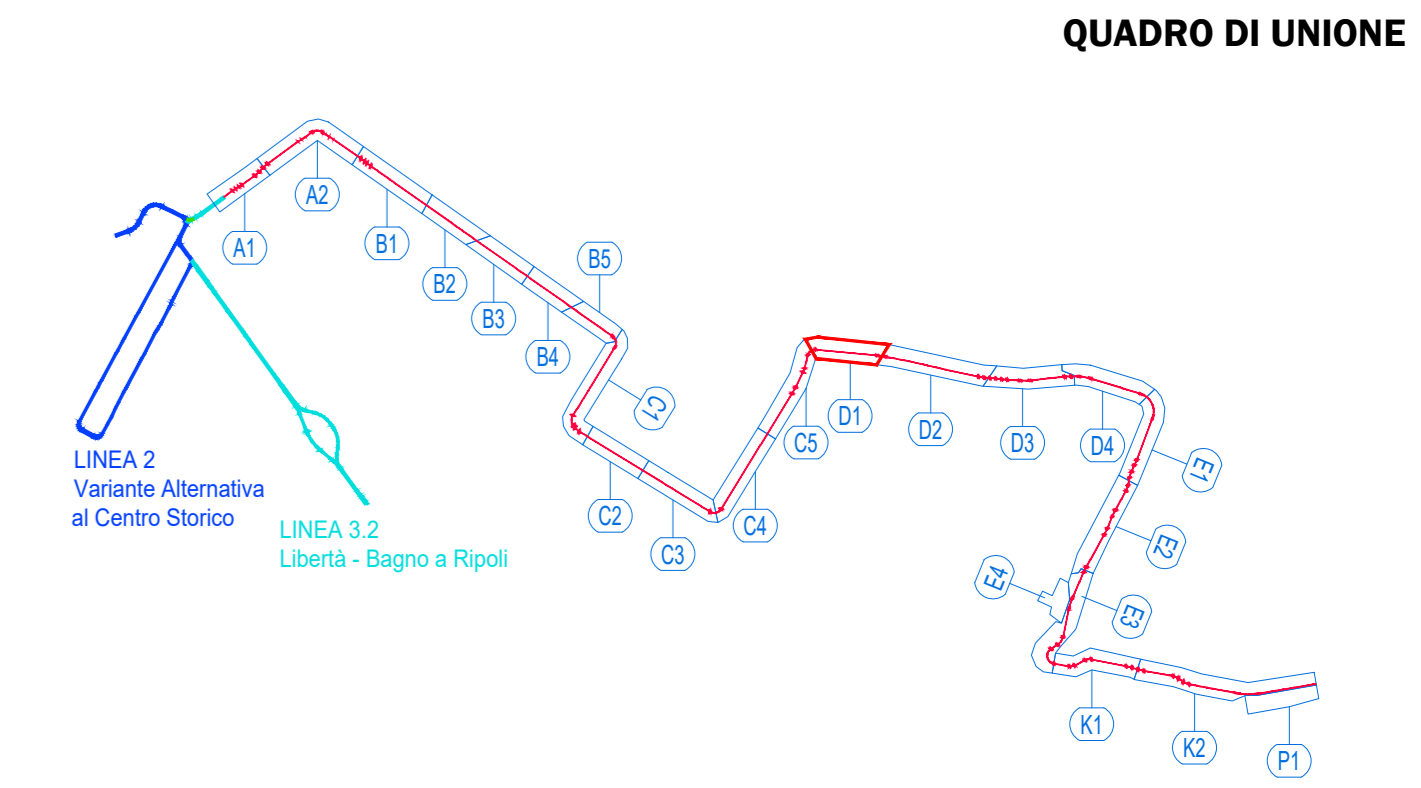 QUADRO DI UNIONE
A1
A2
B1
B2
B3
B4
B5
C1
C2
C3
C4
C5
D1
D2
D3
D4
E1
E2
E3
E4
K1
K2
P1
LINEA 2
Variante Alternativa
al Centro Storico
LINEA 3.2
Libertà - Bagno a Ripoli